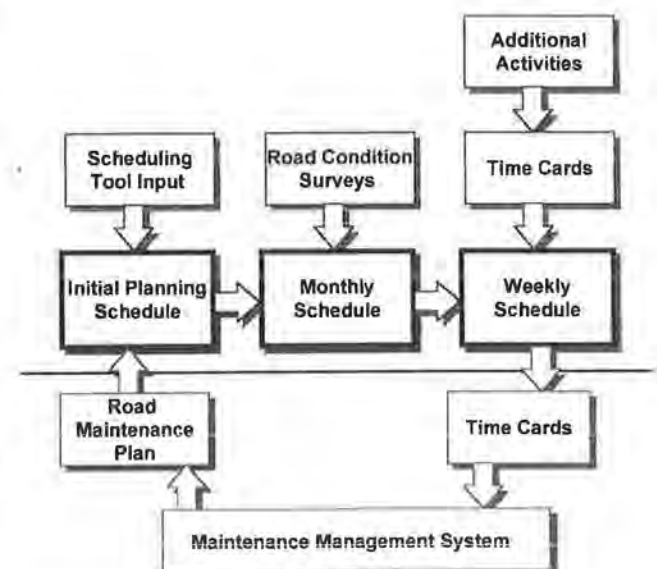 Additional
Activities
Scheduling
Tool Input
Road Condition
Surveys
Time Cards
Initial Planning
Schedule
Monthly
Schedule
Weekly
Schedule
Road
Maintenance
Plan
Time Cards
Maintenance Management System